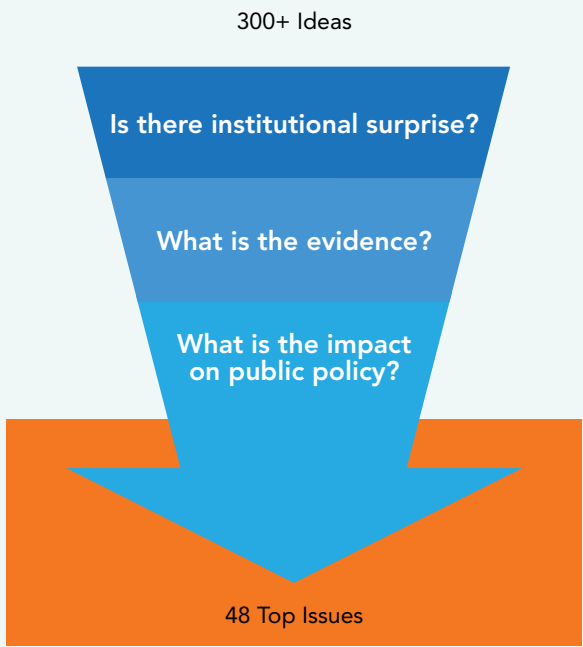 300+ Ideas
Is there institutional surprise?
What is the evidence?
What is the impact
on public policy?
48 Top Issues